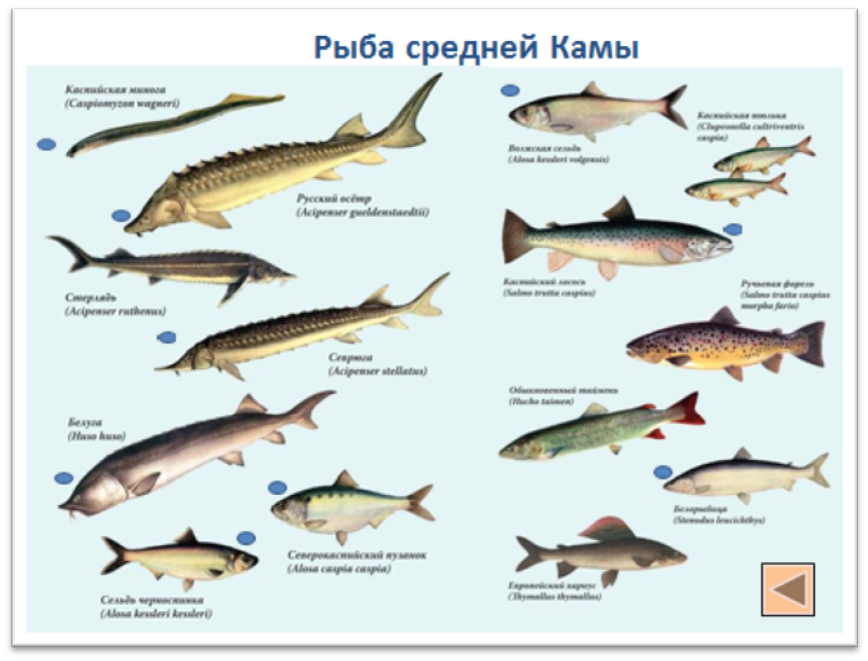 Рыба средней Камы
Каспийская минога
(Caspiomyzon wagneri)
Русский осётр
(Acipenser gueldenstaedtii)
Стерлядь
(Acipenser ruthenus)
Севрюга
(Acipenser stellatus)
Белуга
(Huso huso)
Северокаспийский пузанок
(Alosa caspia caspia)
Сельдь черноспинка
(Alosa kessleri kessleri)
Волжская сельдь
(Alosa kessleri volgensis)
Каспийская тюлька
(Clupeonella cultriventris
caspia)
Каспийский лосось
(Salmo trutta caspius)
Ручьевая форель
(Salmo trutta caspius
morpha fario)
Обыкновенный таймень
(Hucho taimen)
Белорыбица
(Stenodus leucichthys)
Европейский хариус
(Thymallus thymallus)